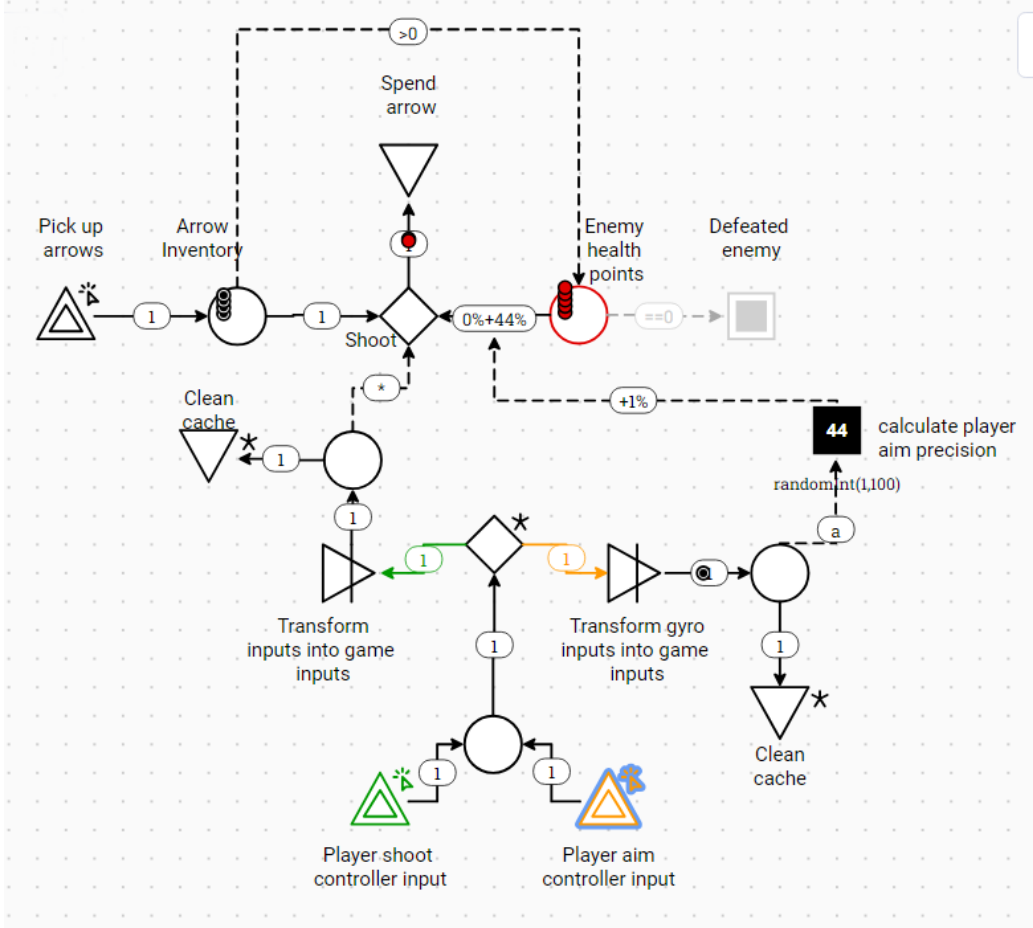 >0
Spend
arrow
Pick up
arrows
Arrow
Inventory
Enemy
health
points
Defeated
enemy
1
1
0%+44%
==0
Shoot
*
+1%
Clean
cache
1
44
calculate player
aim precision
randomInt(1,100)
a
1
1
1
Transform
inputs into game
inputs
Transform gyro
inputs into game
inputs
1
1
Clean
cache
1
1
Player shoot
controller input
Player aim
controller input